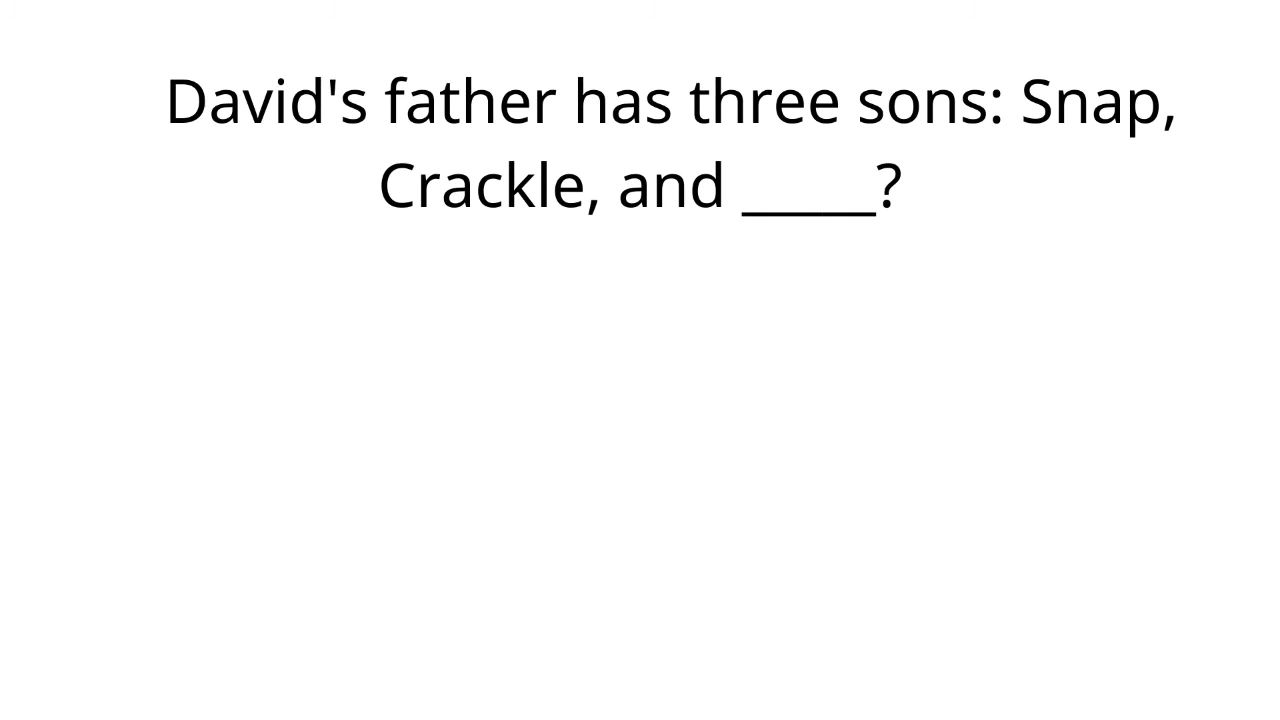 David's father has three sons: Snap,
Crackle, and _____?